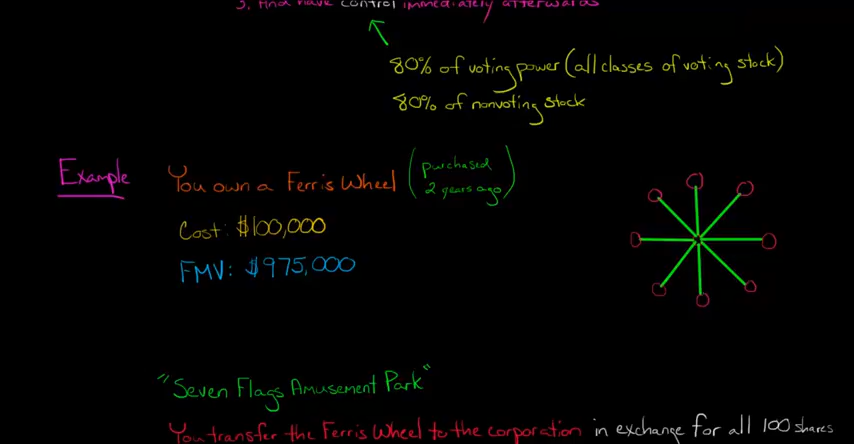 3. And have control immediately afterwards
80% of voting power (all classes of voting stock)
80% of nonvoting stock
Example
You own a Ferris Wheel (purchased 2 years ago)
Cost: $100,000
FMV: $975,000
"Seven Flags Amusement Park"
You transfer the Ferris Wheel to the corporation in exchange for all 100 shares